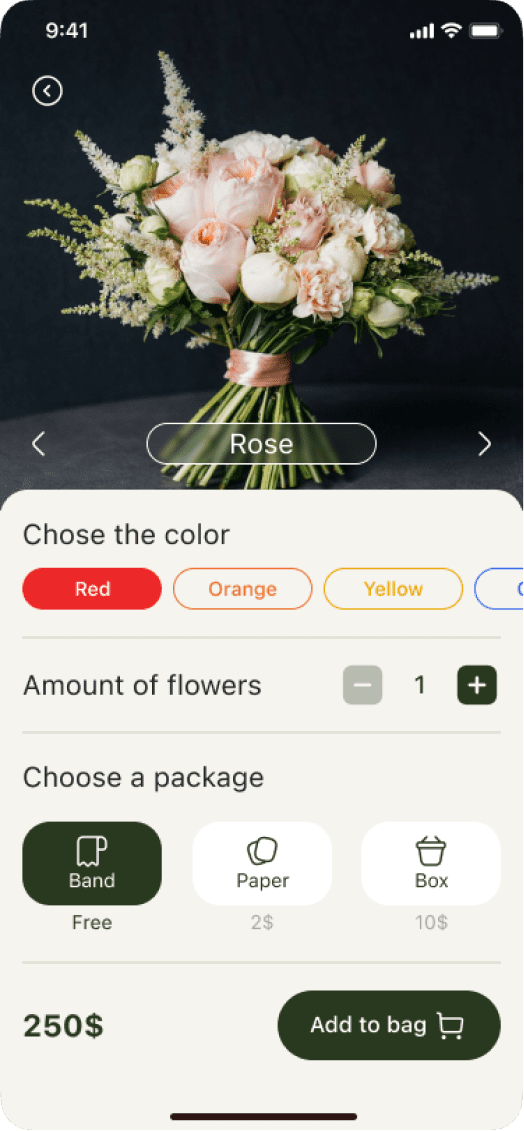 9:41
Rose
Chose the color
Red Orange Yellow
Amount of flowers 1
Choose a package
Band Paper Box
Free 2$ 10$
250$ Add to bag